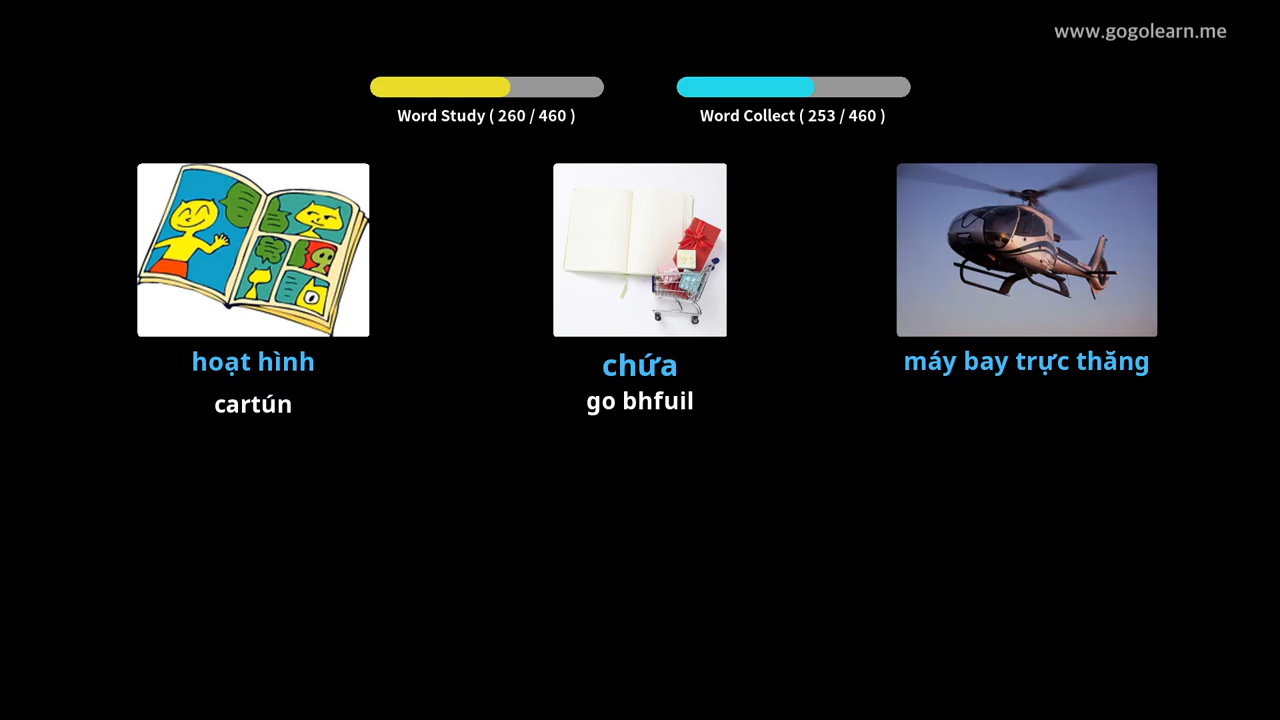 www.gogolearn.me
Word Study ( 260 / 460 )
Word Collect ( 253 / 460 )
hoạt hình
cartún
chứa
go bhfuil
máy bay trực thăng